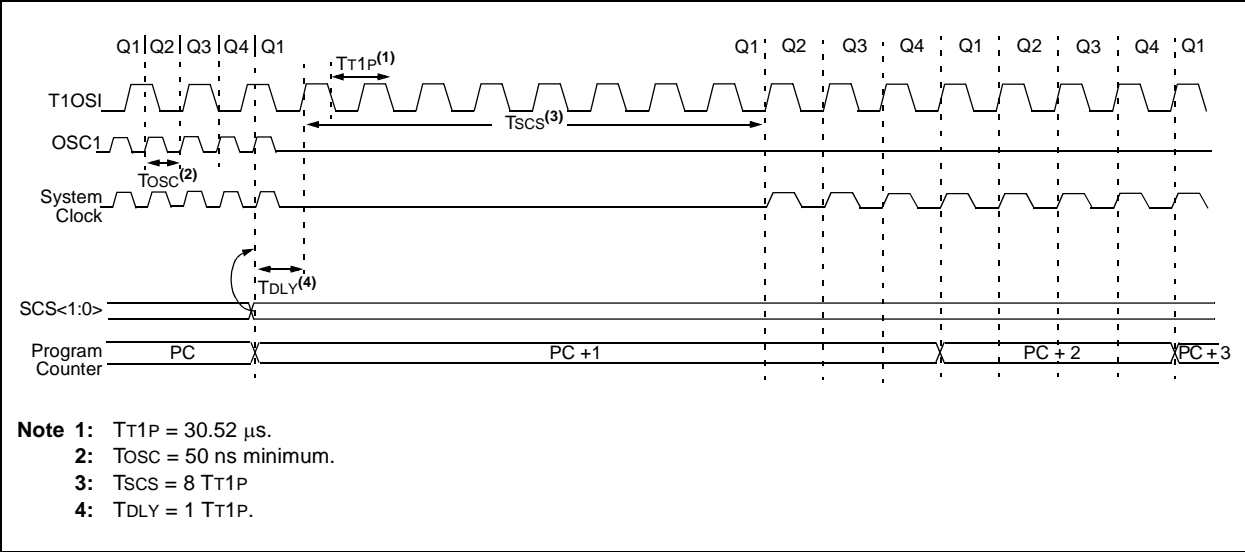 Q1 Q2 Q3 Q4 Q1 Q1 Q2 Q3 Q4 Q1 Q2 Q3 Q4 Q1
TT1P(1)
T1OSI
TSCS(3)
OSC1
TOSC(2)
System
Clock
TDLY(4)
SCS<1:0>
Program
Counter
PC PC +1 PC + 2 PC + 3
Note 1: TT1P = 30.52 μs.
2: TOSC = 50 ns minimum.
3: TSCS = 8 TT1P
4: TDLY = 1 TT1P.